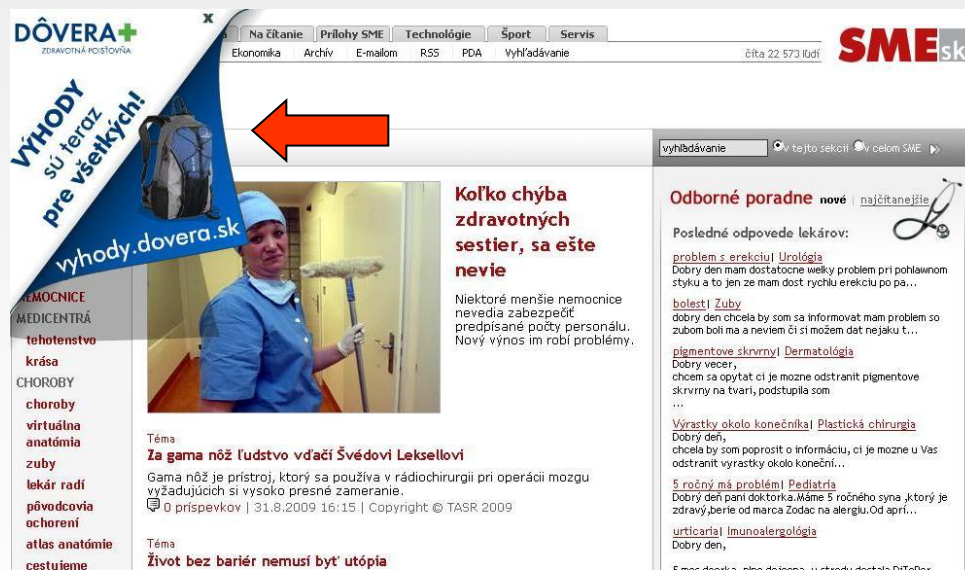 DÔVERA+
ZDRAVOTNÁ POISŤOVŇA
x
VÝHODY
sú teraz
pre všetkých!
vyhody.dovera.sk
Na čítanie
Prílohy SME
Technológie
Šport
Servis
Ekonomika
Archív
E-mailom
RSS
PDA
Vyhľadávanie
číta 22 573 ľudí
SME sk
vyhľadávanie
v tejto sekcii
v celom SME
NEMOCNICE
MEDICENTRÁ
tehotenstvo
krása
CHOROBY
choroby
virtuálna
anatómia
zuby
lekár radí
pôvodcovia
ochorení
atlas anatómie
cestujeme
Koľko chýba
zdravotných
sestier, sa ešte
nevie
Niektoré menšie nemocnice
nevedia zabezpečiť
predpísané počty personálu.
Nový výnos im robí problémy.
Téma
Za gama nôž ľudstvo vďačí Švédovi Leksellovi
Gama nôž je prístroj, ktorý sa používa v rádiochirurgii pri operácii mozgu
vyžadujúcich si vysoko presné zameranie.
0 príspevkov | 31.8.2009 16:15 | Copyright © TASR 2009
Téma
Život bez bariér nemusí byť utópia
Odborné poradne nové | najčítanejšie
Posledné odpovede lekárov:
problem s erekciu| Urológia
Dobry den mam dostatocne welky problem pri pohlawnom
styku a to jen ze mam dost rychlu erekciu po pa...
bolest| Zuby
dobry den chcela by som sa informovat mam problem so
zubom boli ma a neviem či si možem dat nejaku t...
pigmentove skrvrny| Dermatológia
Dobry vecer,
chcem sa opytat ci je mozne odstranit pigmentove
skrvrny na tvari, podstupila som
...
Výrastky okolo konečníka| Plastická chirurgia
Dobrý deň,
chcela by som poprosit o informáciu, ci je mozne u Vas
odstranit vyrastky okolo koneční...
5 ročný má problém| Pediatria
Dobrý deň pani doktorka.Máme 5 ročného syna ,ktorý je
zdravý,berie od marca Zodac na alergiu.Od aprí...
urticaria| Imunoalergológia
Dobry den,